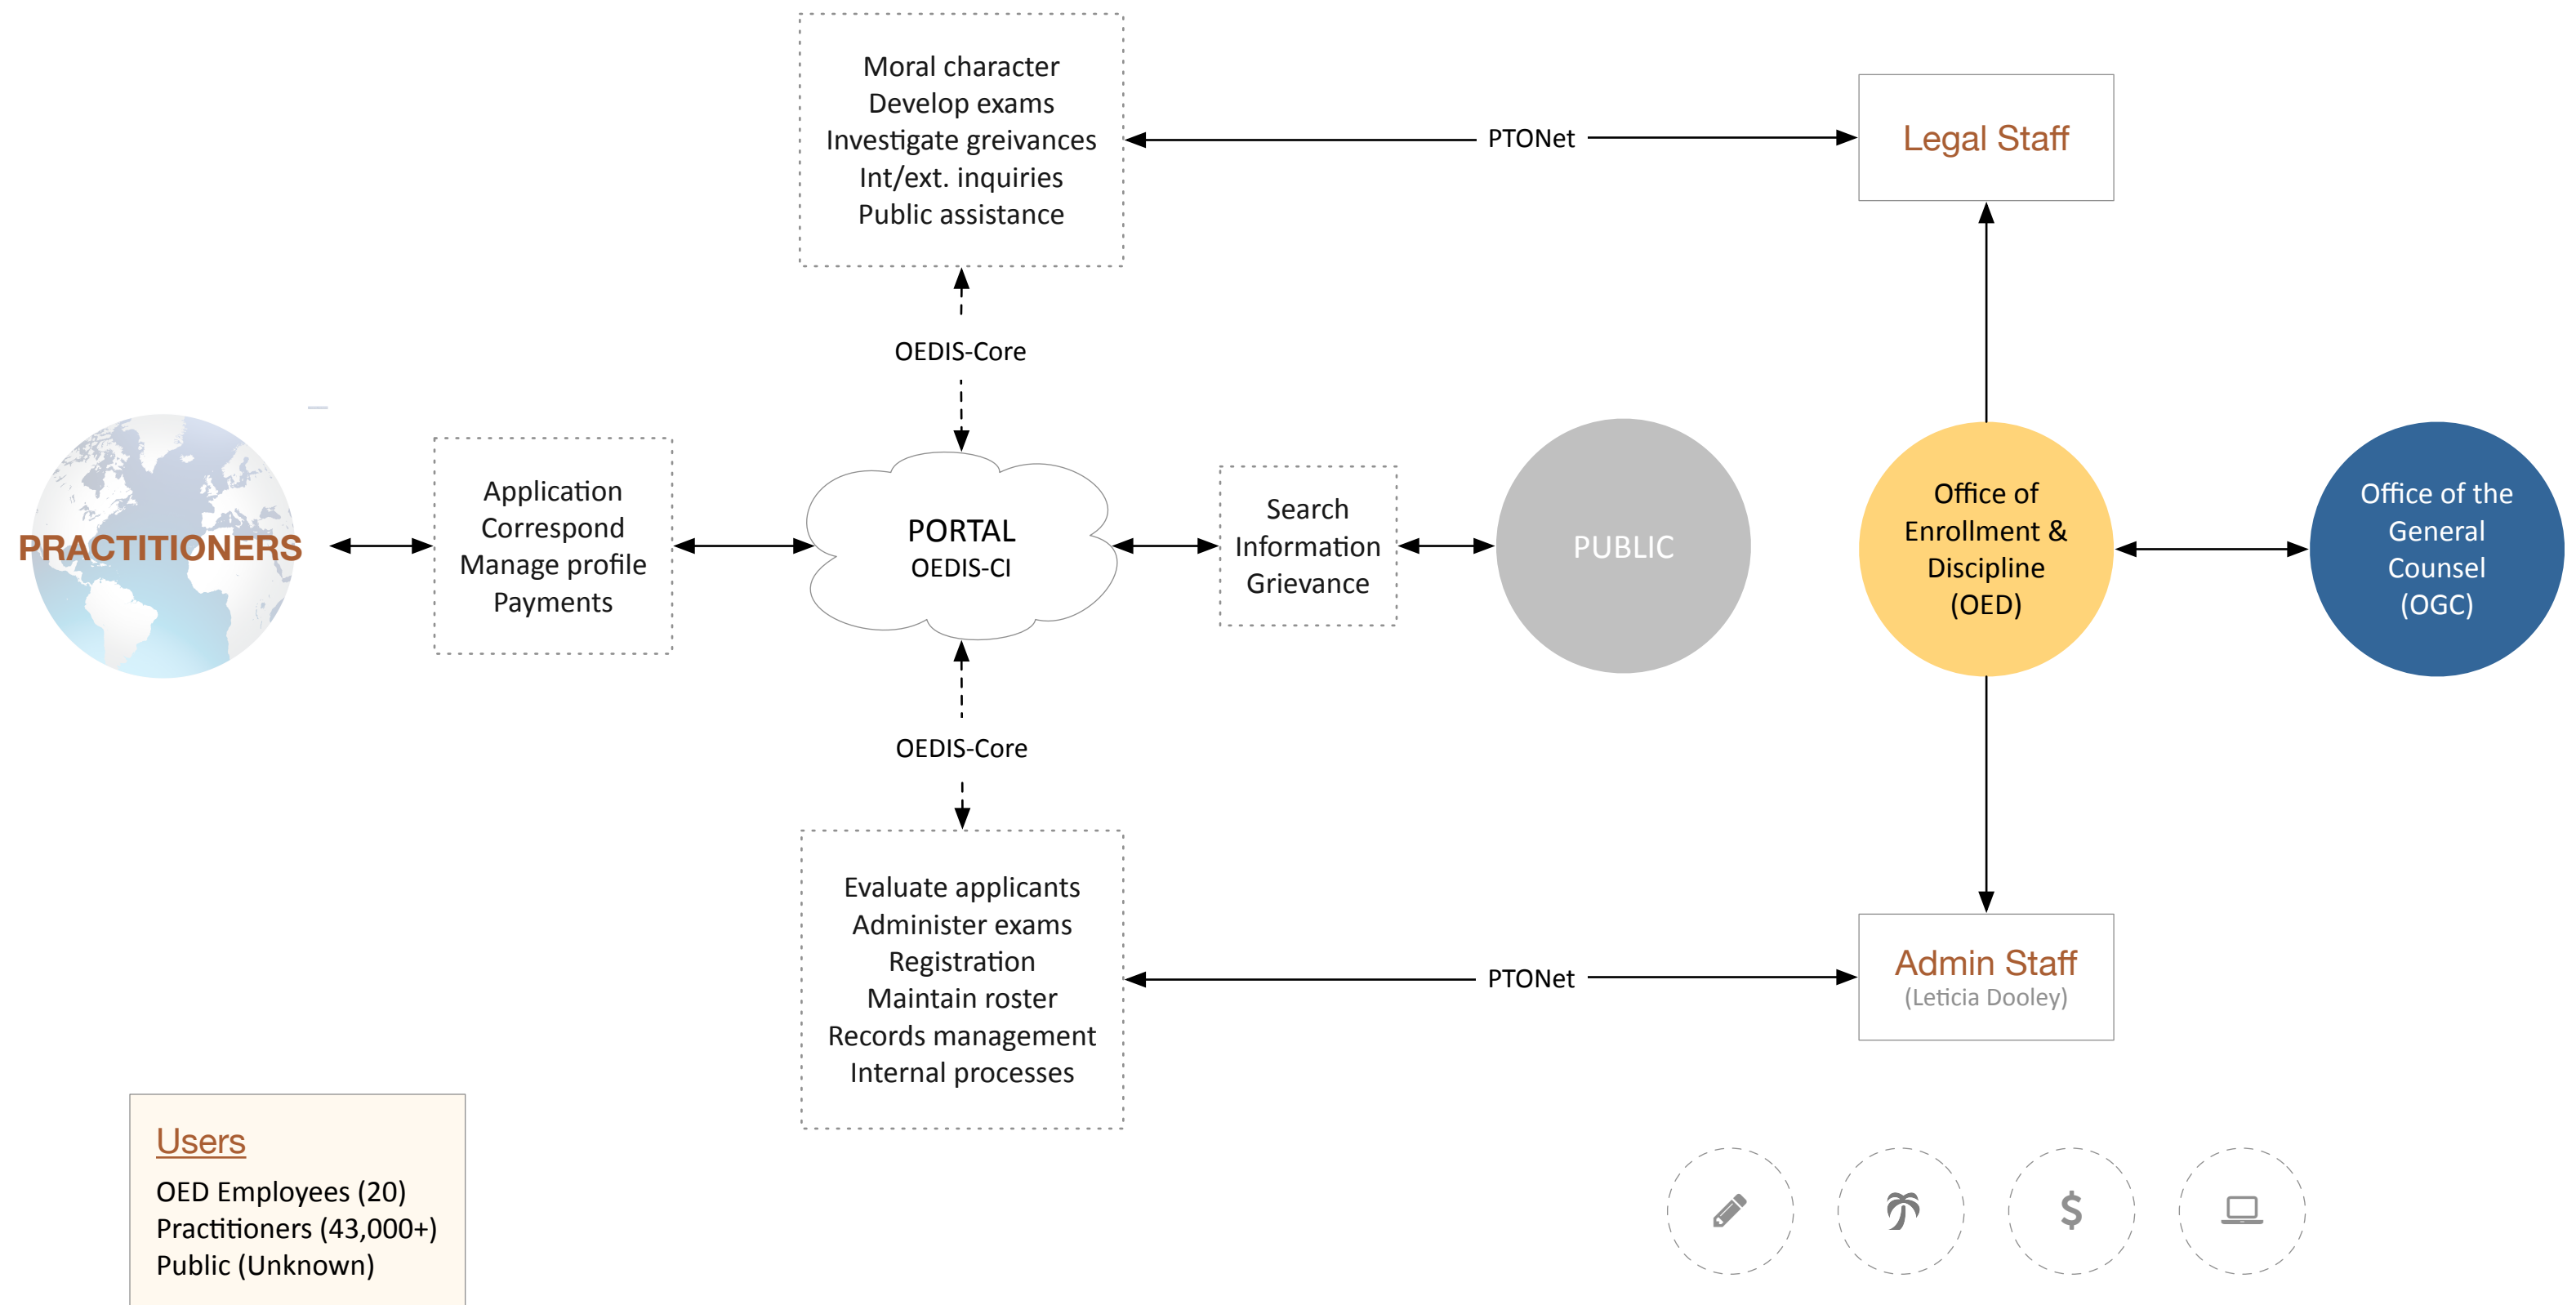 Moral character
Develop exams
Investigate greivances
Int/ext. inquiries
Public assistance
PTONet
Legal Staff
OEDIS-Core
PRACTITIONERS
Application
Correspond
Manage profile
Payments
PORTAL
OEDIS-CI
Search
Information
Grievance
PUBLIC
Office of
Enrollment &
Discipline
(OED)
Office of the
General
Counsel
(OGC)
OEDIS-Core
Evaluate applicants
Administer exams
Registration
Maintain roster
Records management
Internal processes
PTONet
Admin Staff
(Leticia Dooley)
Users
OED Employees (20)
Practitioners (43,000+)
Public (Unknown)
$